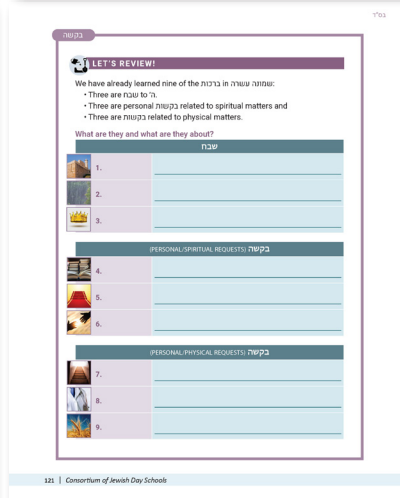 בס"ד
בקשה
LET'S REVIEW!
We have already learned nine of the ברכות in שמונה עשרה:
• Three are שבח to ה'.
• Three are personal בקשות related to spiritual matters and
• Three are בקשות related to physical matters.
What are they and what are they about?
שבח
1.
2.
3.
בקשה (PERSONAL/SPIRITUAL REQUESTS)
4.
5.
6.
בקשה (PERSONAL/PHYSICAL REQUESTS)
7.
8.
9.
121 | Consortium of Jewish Day Schools